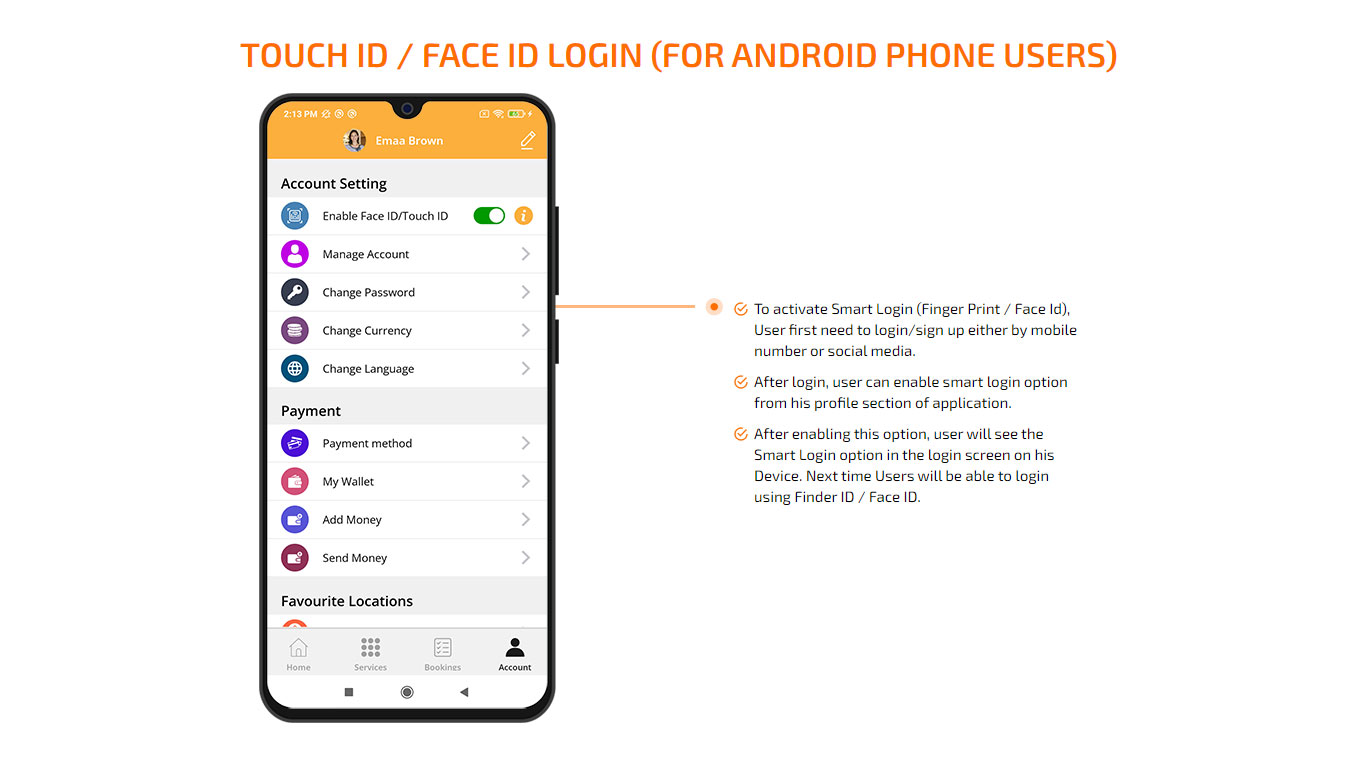 TOUCH ID / FACE ID LOGIN (FOR ANDROID PHONE USERS)
2:13 PM
Emaa Brown
Account Setting
Enable Face ID/Touch ID
Manage Account
Change Password
Change Currency
Change Language
Payment
Payment method
My Wallet
Add Money
Send Money
Favourite Locations
Home
Services
Bookings
Account
To activate Smart Login (Finger Print / Face Id),
User first need to login/sign up either by mobile
number or social media.
After login, user can enable smart login option
from his profile section of application.
After enabling this option, user will see the
Smart Login option in the login screen on his
Device. Next time Users will be able to login
using Finder ID / Face ID.